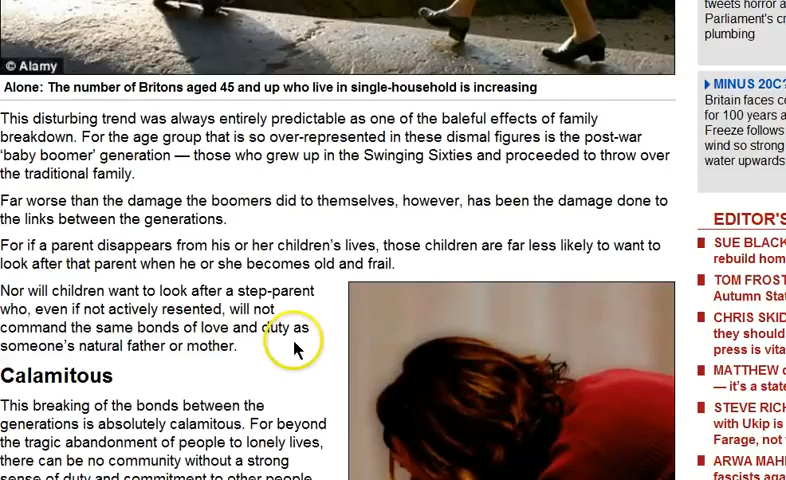 tweets horror a
Parliament's cr
plumbing
© Alamy
Alone: The number of Britons aged 45 and up who live in single-household is increasing
This disturbing trend was always entirely predictable as one of the baleful effects of family
breakdown. For the age group that is so over-represented in these dismal figures is the post-war
'baby boomer' generation — those who grew up in the Swinging Sixties and proceeded to throw over
the traditional family.
Far worse than the damage the boomers did to themselves, however, has been the damage done to
the links between the generations.
For if a parent disappears from his or her children's lives, those children are far less likely to want to
look after that parent when he or she becomes old and frail.
Nor will children want to look after a step-parent
who, even if not actively resented, will not
command the same bonds of love and duty as
someone's natural father or mother.
Calamitous
This breaking of the bonds between the
generations is absolutely calamitous. For beyond
the tragic abandonment of people to lonely lives,
there can be no community without a strong
sense of duty and commitment to other people
MINUS 20C?
Britain faces c
for 100 years a
Freeze follows
wind so strong
water upwards
EDITOR'S
SUE BLACK
rebuild hom
TOM FROST
Autumn Stat
CHRIS SKID
they should
press is vita
MATTHEW d
— it's a state
STEVE RICH
with Ukip is
Farage, not
ARWA MAH
fascists aga